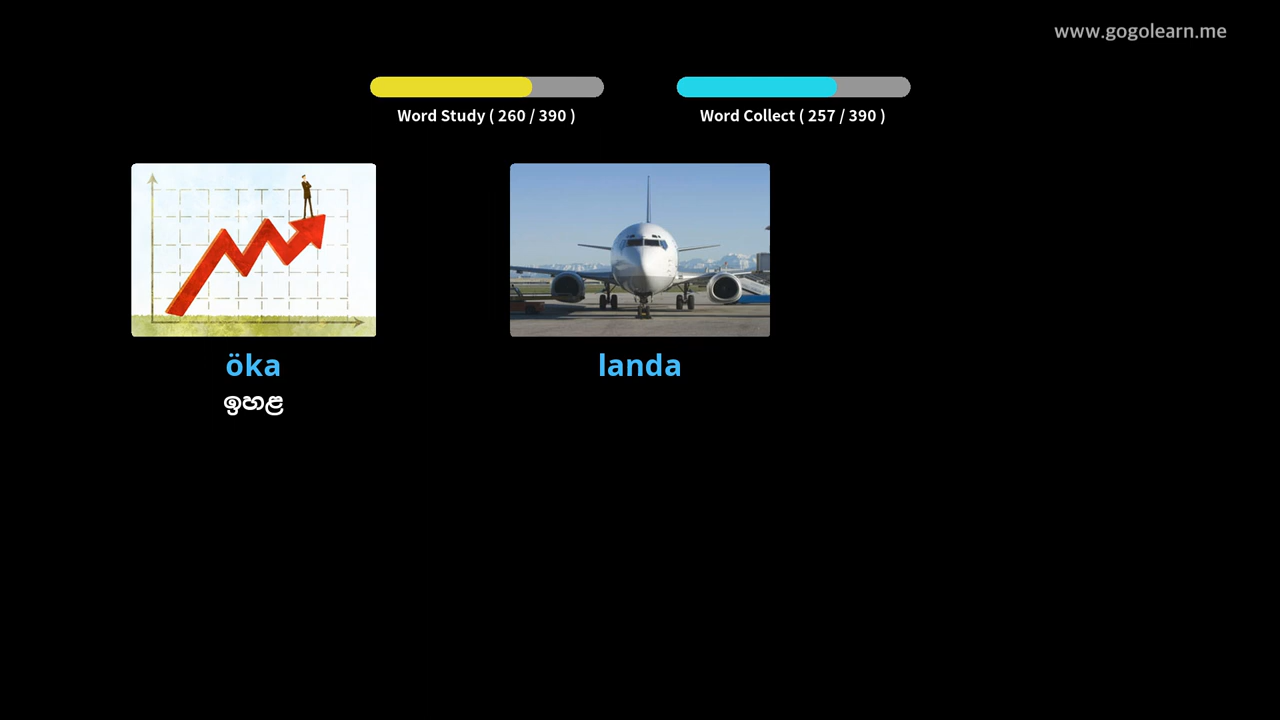 www.gogolearn.me
Word Study ( 260 / 390 )
Word Collect ( 257 / 390 )
öka
landa
ඉහළ